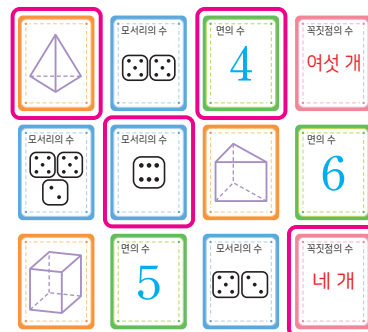 모서리의 수
면의 수
4
꼭짓점의 수
여섯 개
모서리의 수
모서리의 수
면의 수
6
면의 수
5
모서리의 수
꼭짓점의 수
네 개